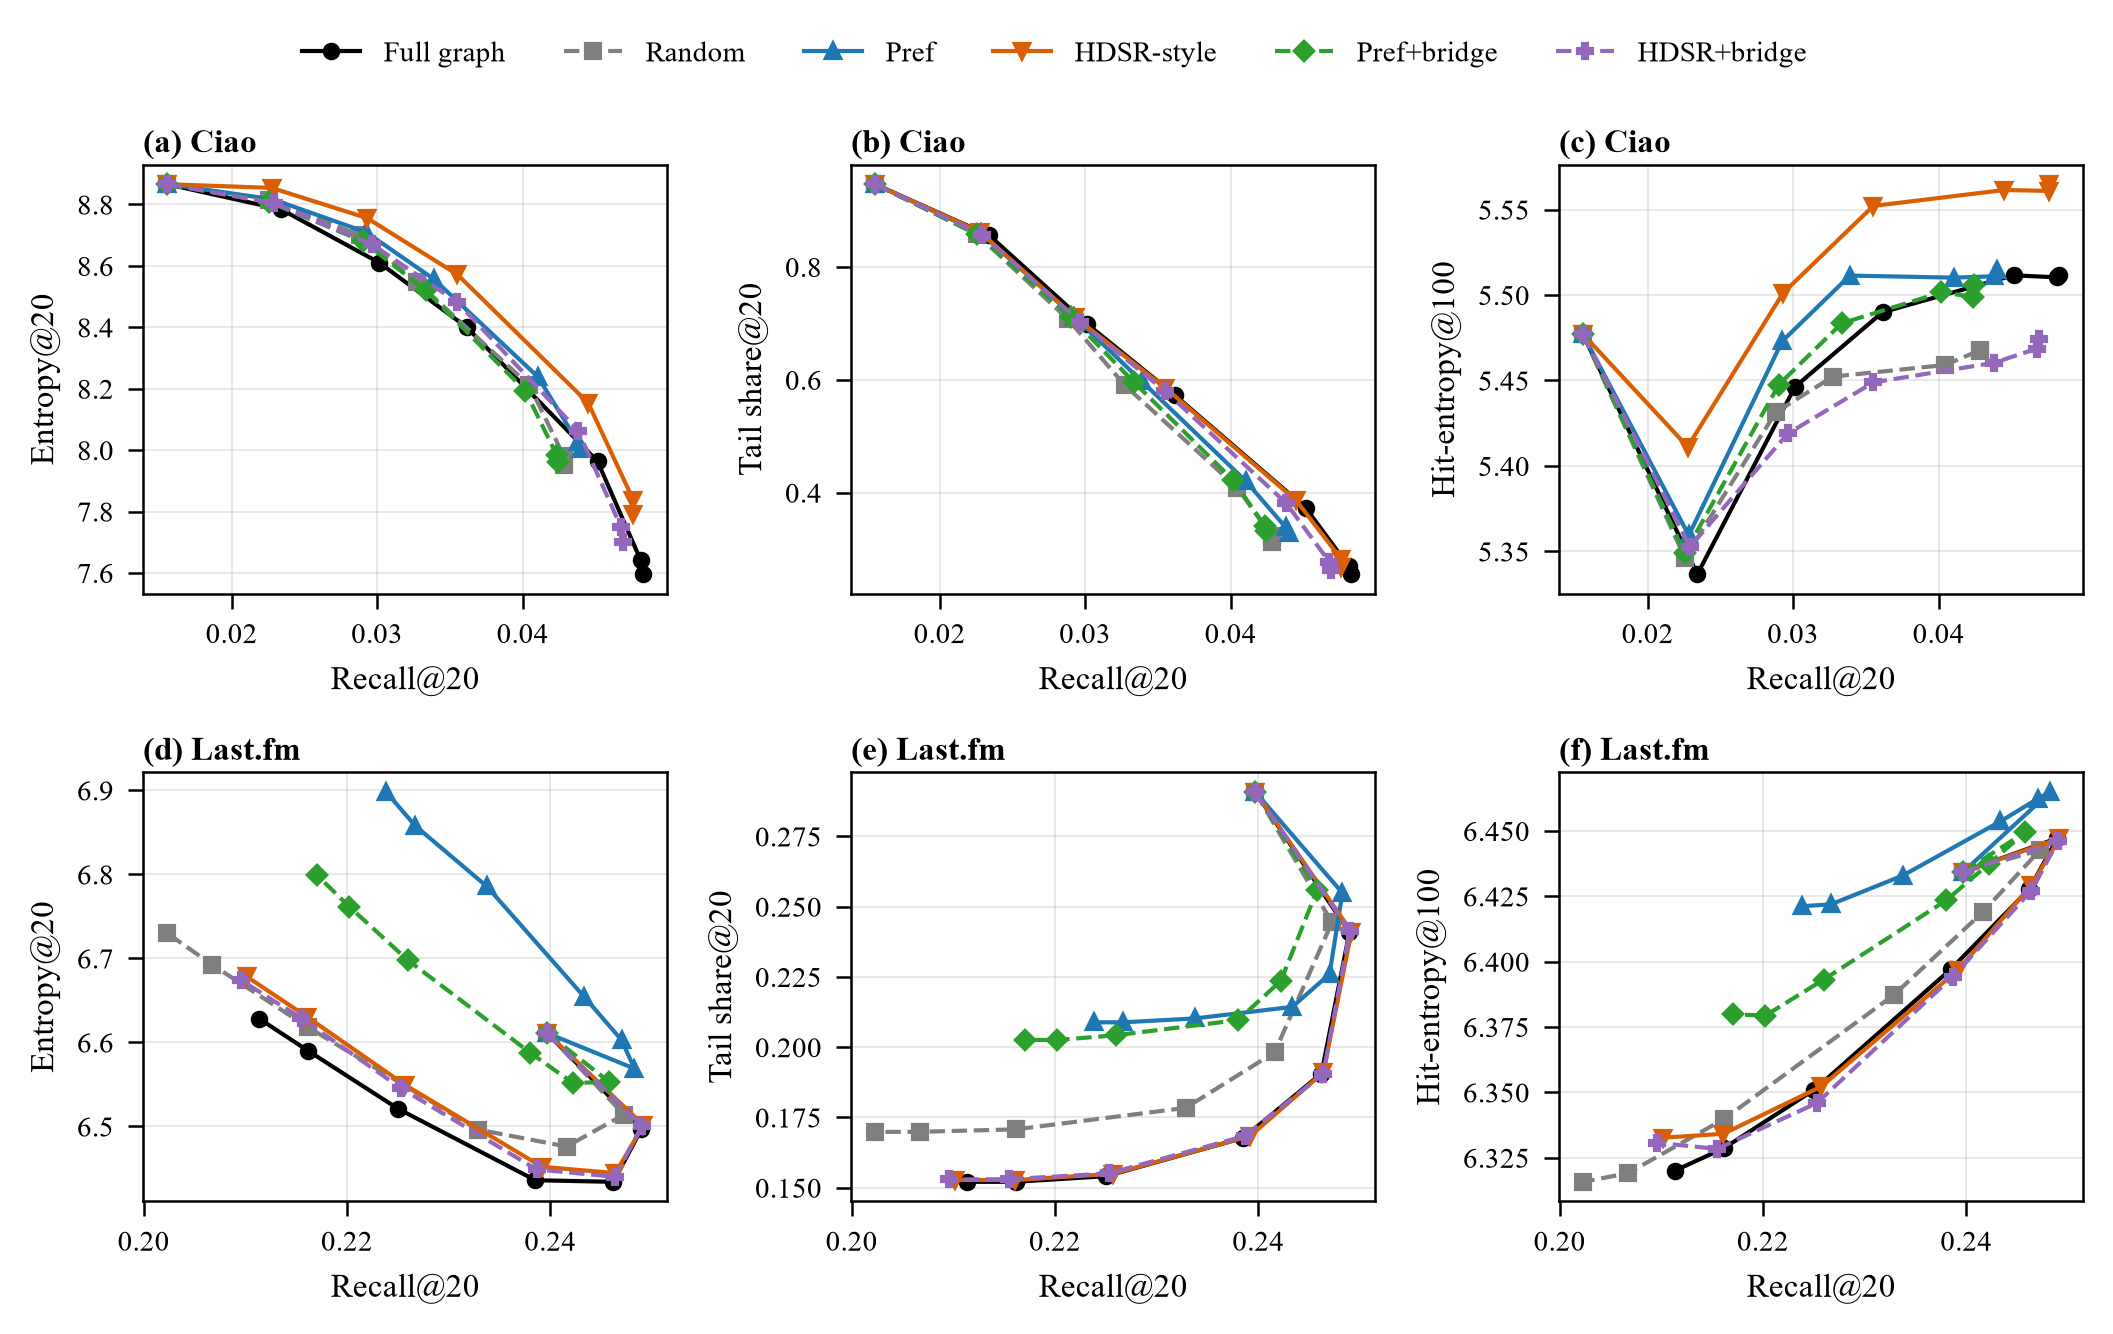 Full graph Random Pref HDSR-style Pref+bridge HDSR+bridge
(a) Ciao
8.8
8.6
8.4
8.2
8.0
7.8
7.6
Entropy@20
0.02 0.03 0.04
Recall@20
(b) Ciao
0.8
0.6
0.4
Tail share@20
0.02 0.03 0.04
Recall@20
(c) Ciao
5.55
5.50
5.45
5.40
5.35
Hit-entropy@100
0.02 0.03 0.04
Recall@20
(d) Last.fm
6.9
6.8
6.7
6.6
6.5
Entropy@20
0.20 0.22 0.24
Recall@20
(e) Last.fm
0.275
0.250
0.225
0.200
0.175
0.150
Tail share@20
0.20 0.22 0.24
Recall@20
(f) Last.fm
6.450
6.425
6.400
6.375
6.350
6.325
Hit-entropy@100
0.20 0.22 0.24
Recall@20